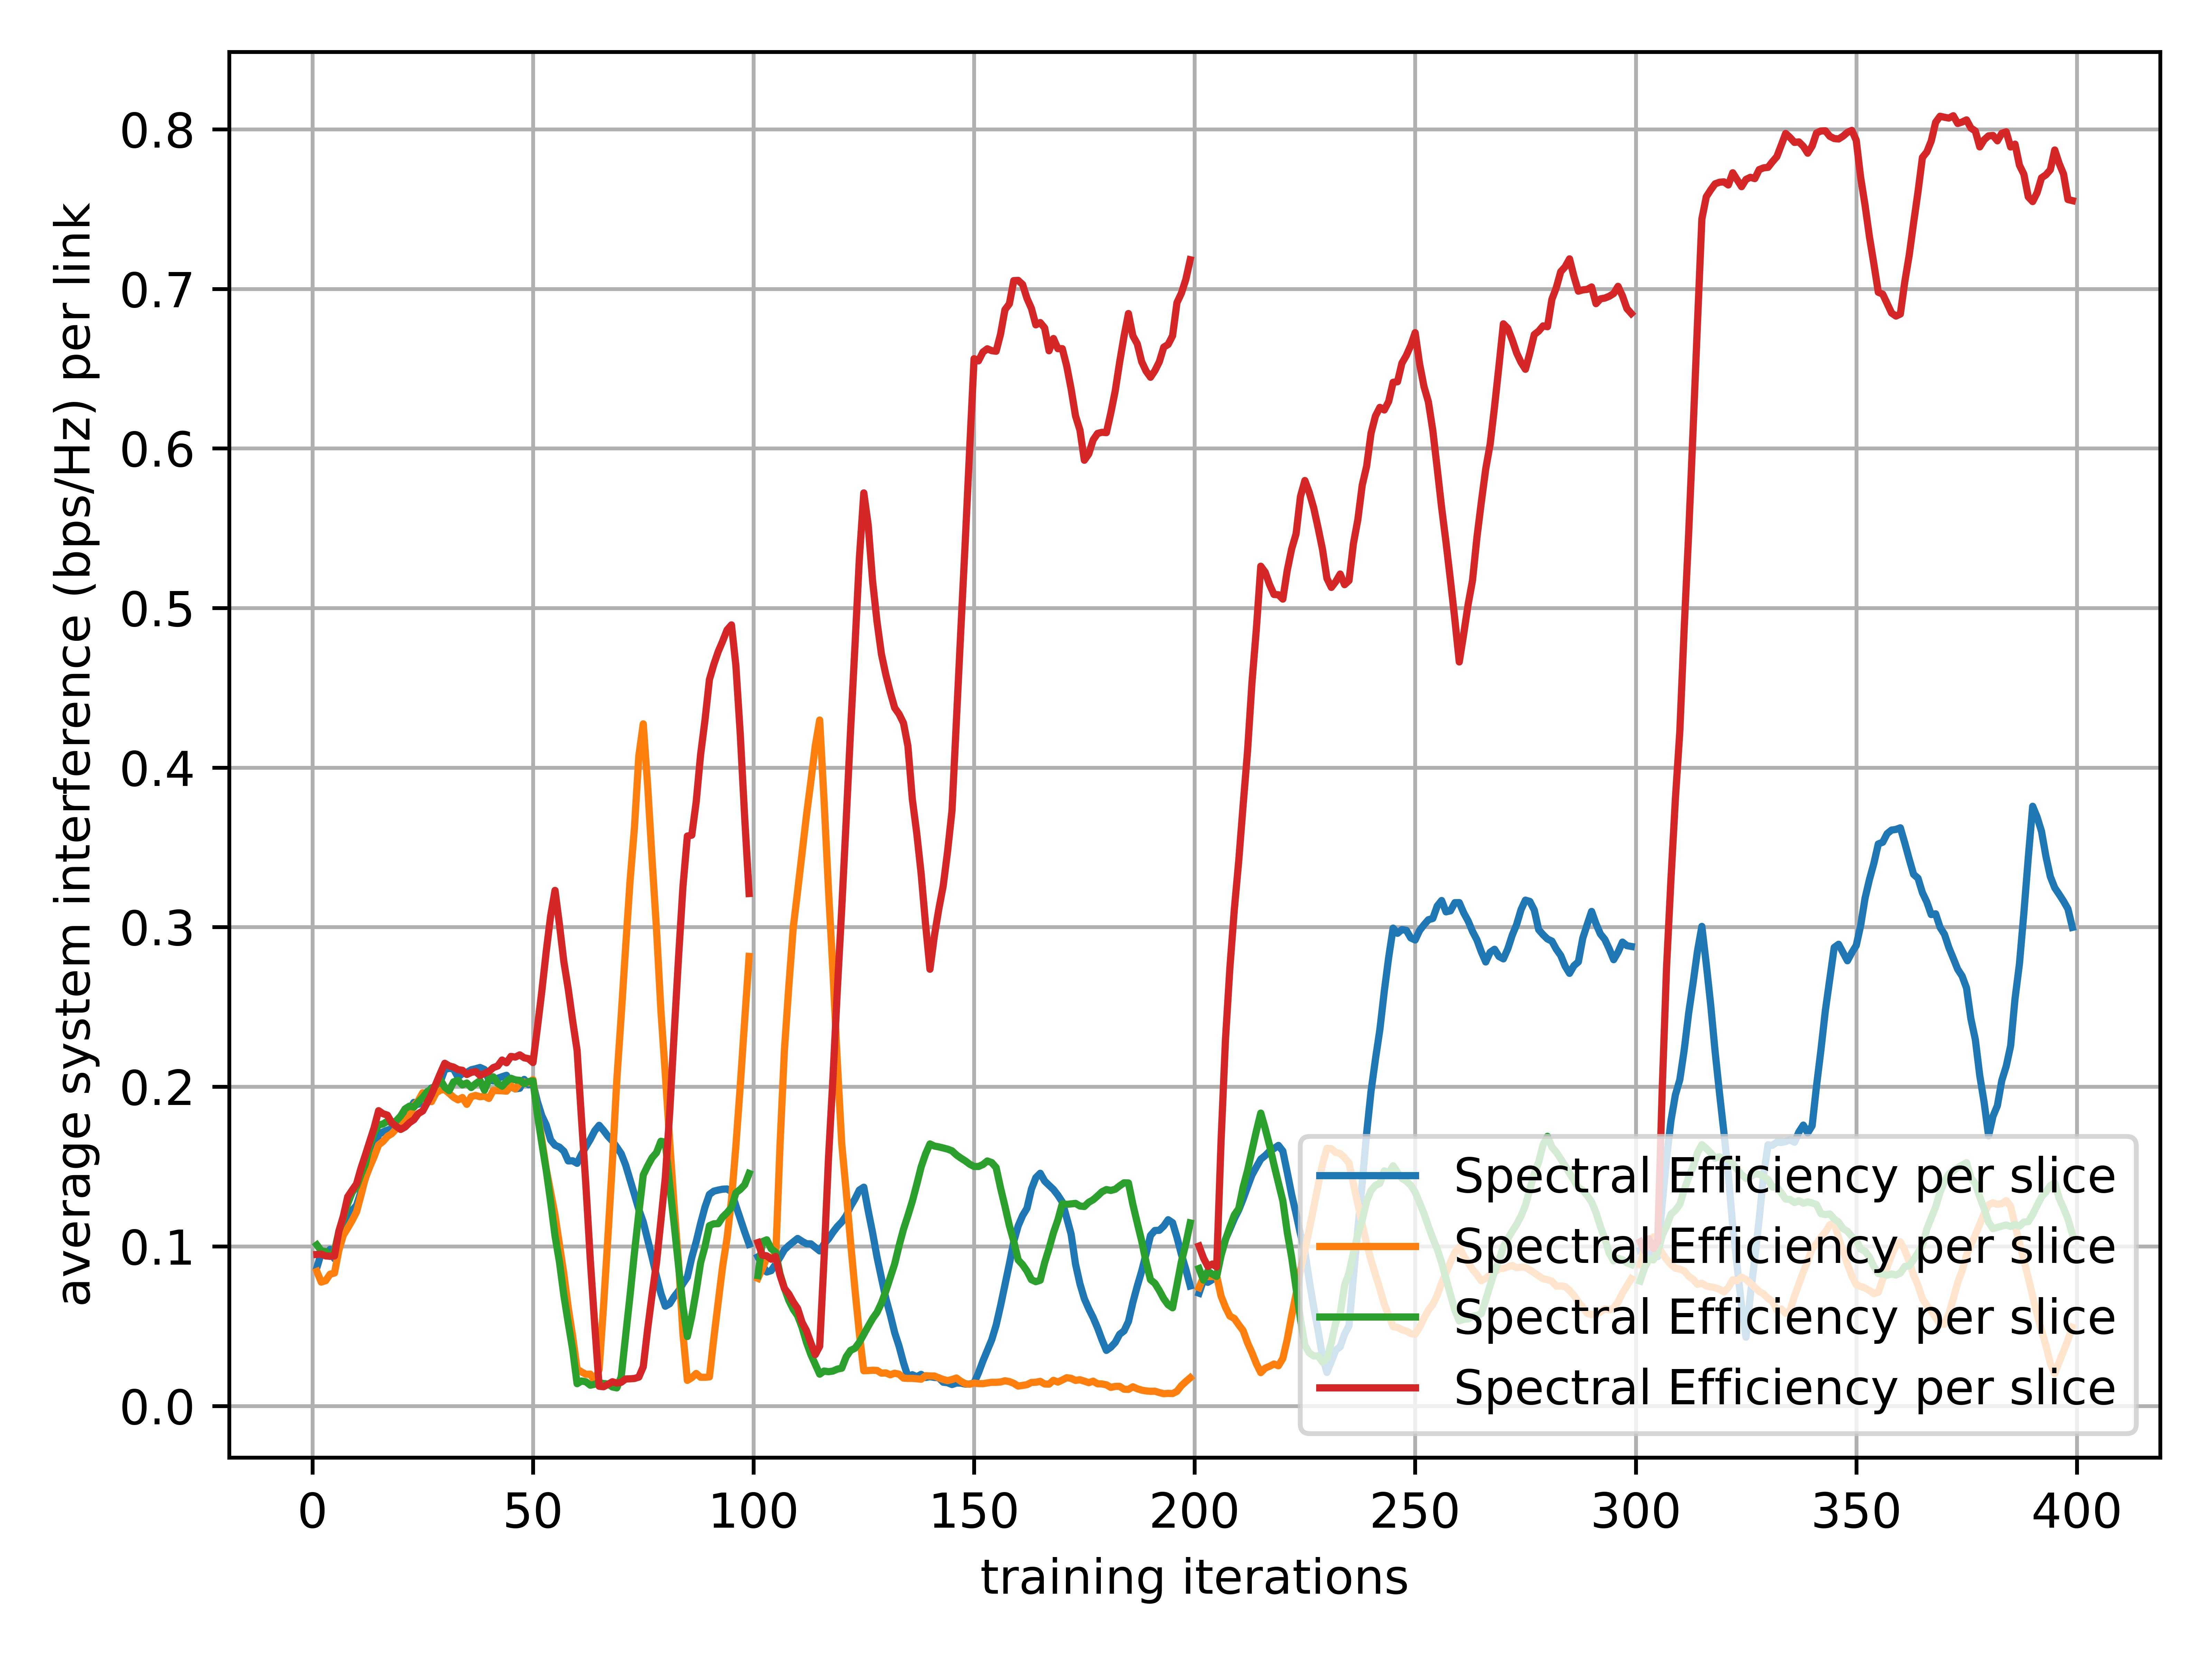 average system interference (bps/Hz) per link
0.8
0.7
0.6
0.5
0.4
0.3
0.2
0.1
0.0
Spectral Efficiency per slice
Spectral Efficiency per slice
Spectral Efficiency per slice
Spectral Efficiency per slice
0 50 100 150 200 250 300 350 400
training iterations